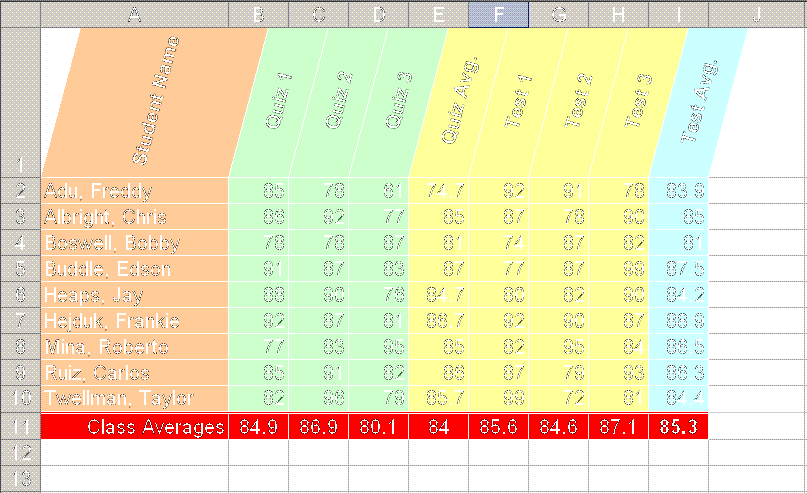 A B C D E F G H I J
1 Student Name Quiz 1 Quiz 2 Quiz 3 Quiz Avg. Test 1 Test 2 Test 3 Test Avg.
2 Adu, Freddy 85 78 61 74.7 92 91 78 83.9
3 Albright, Chris 86 92 77 85 87 78 90 85
4 Boswell, Bobby 78 78 87 81 74 87 82 81
5 Buddle, Edson 91 87 83 87 77 87 99 87.5
6 Heaps, Jay 88 90 76 84.7 80 82 90 84.2
7 Hejduk, Frankie 92 87 81 86.7 92 90 87 88.9
8 Mina, Roberto 77 83 95 85 82 95 84 86.5
9 Ruiz, Carlos 85 91 82 86 87 79 93 86.3
10 Twellman, Taylor 82 96 79 85.7 99 72 81 84.4
11 Class Averages 84.9 86.9 80.1 84 85.6 84.6 87.1 85.3
12
13